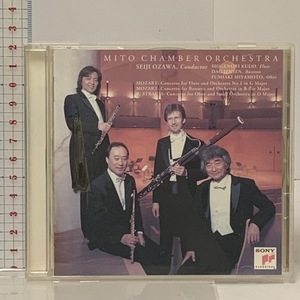 MITO CHAMBER ORCHESTRA
SEIJI OZAWA, Conductor
SHIGENORI KUDO, Flute
DAG JENSEN, Bassoon
FUMIAKI MIYAMOTO, Oboe
MOZART: Concerto for Flute and Orchestra No.1 in G Major
MOZART: Concerto for Bassoon and Orchestra in B-flat Major
R. STRAUSS: Concerto for Oboe and Small Orchestra in D Major
SONY
CLASSICAL